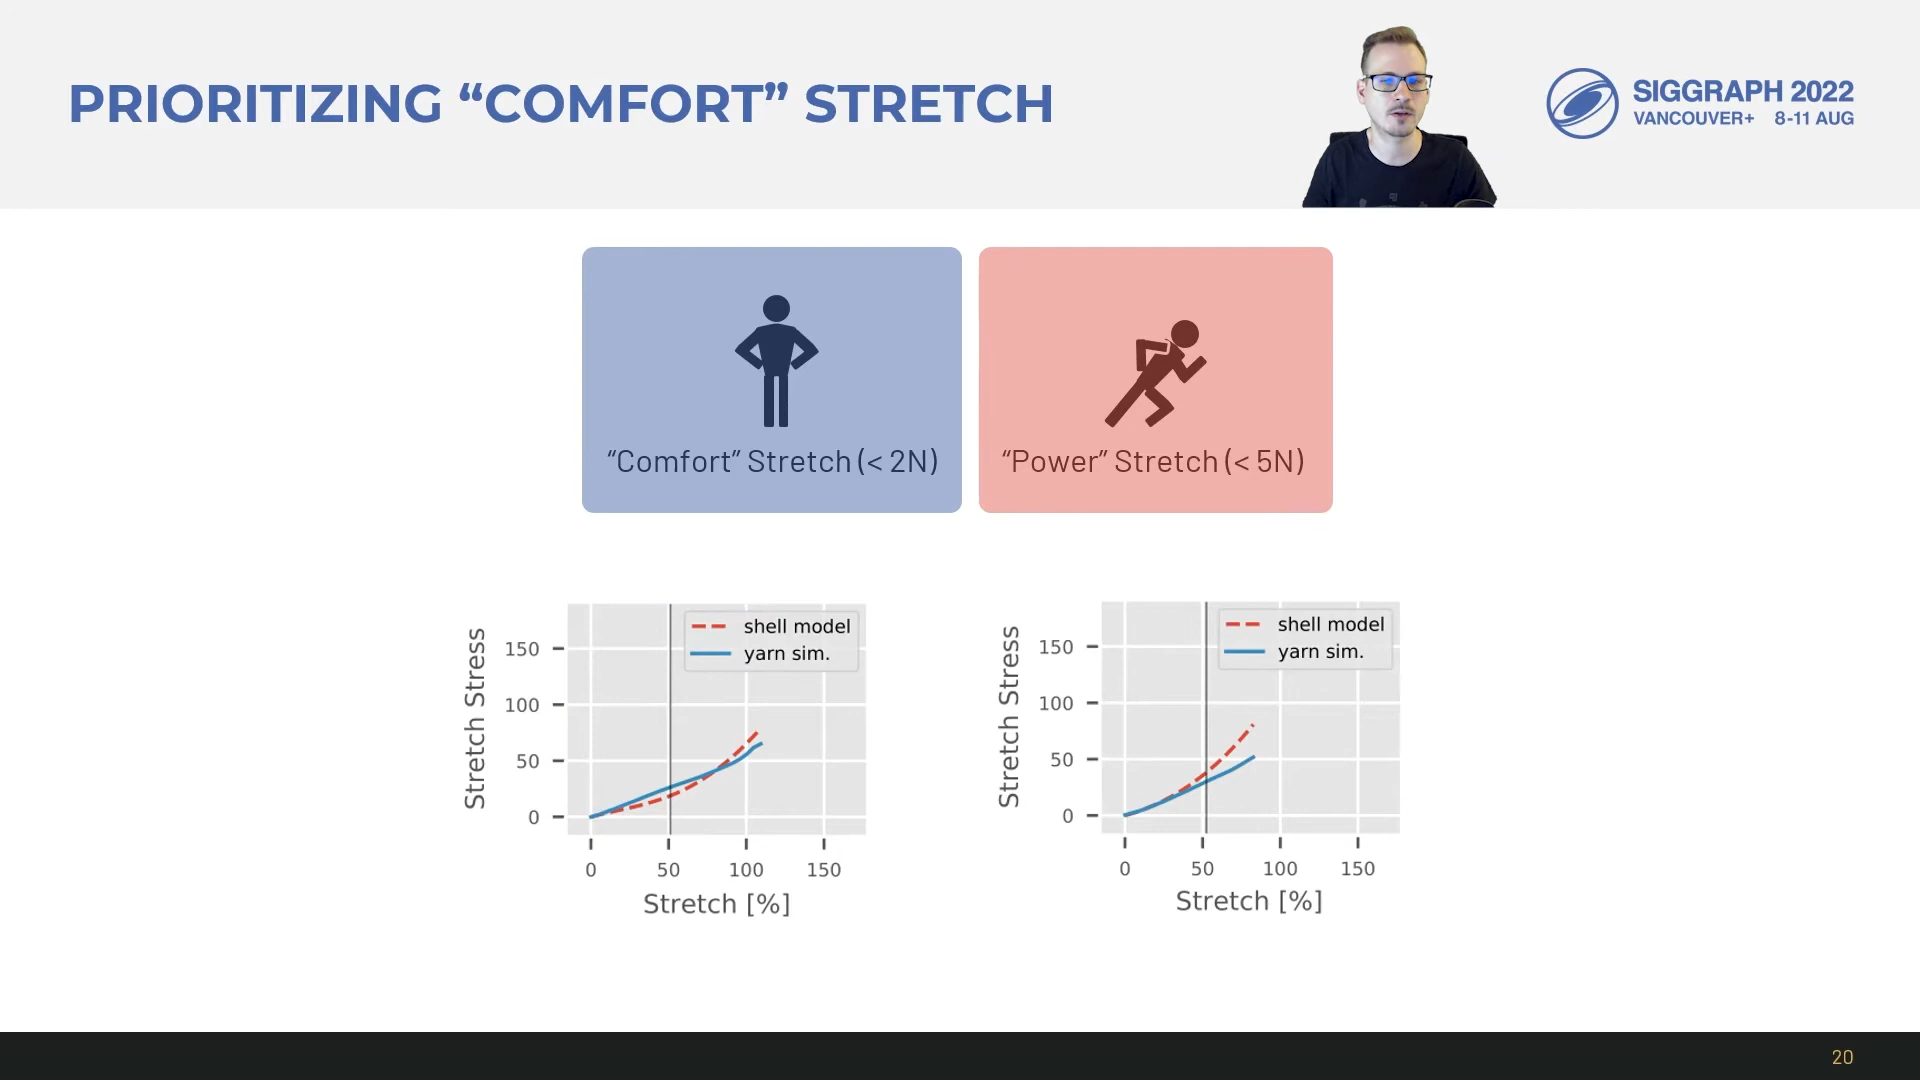 PRIORITIZING “COMFORT” STRETCH
SIGGRAPH 2022
VANCOUVER+ 8-11 AUG
“Comfort” Stretch (< 2N)
“Power” Stretch (< 5N)
Stretch Stress
150
100
50
0
shell model
yarn sim.
0 50 100 150
Stretch [%]
Stretch Stress
150
100
50
0
shell model
yarn sim.
0 50 100 150
Stretch [%]
20